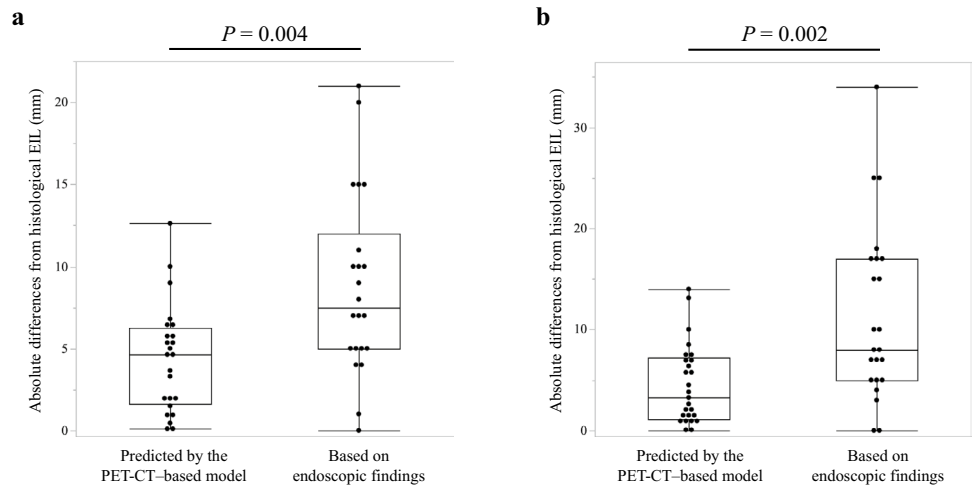 a
P = 0.004
Absolute differences from histological EIL (mm)
20
15
10
5
0
Predicted by the
PET-CT–based model
Based on
endoscopic findings
b
P = 0.002
Absolute differences from histological EIL (mm)
30
20
10
0
Predicted by the
PET-CT–based model
Based on
endoscopic findings